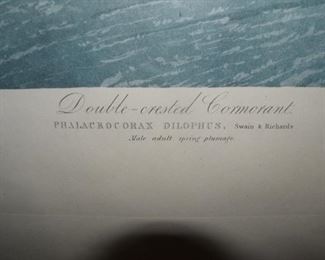 Double-crested Cormorant.
PHALACROCORAX DILOPHUS, Swain & Richards
Male adult spring plumage.